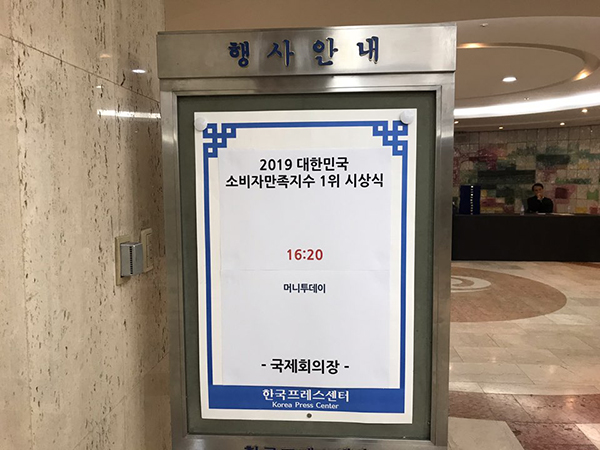 행사안내
2019 대한민국
소비자만족지수 1위 시상식
16:20
머니투데이
- 국제회의장 -
한국프레스센터
Korea Press Center